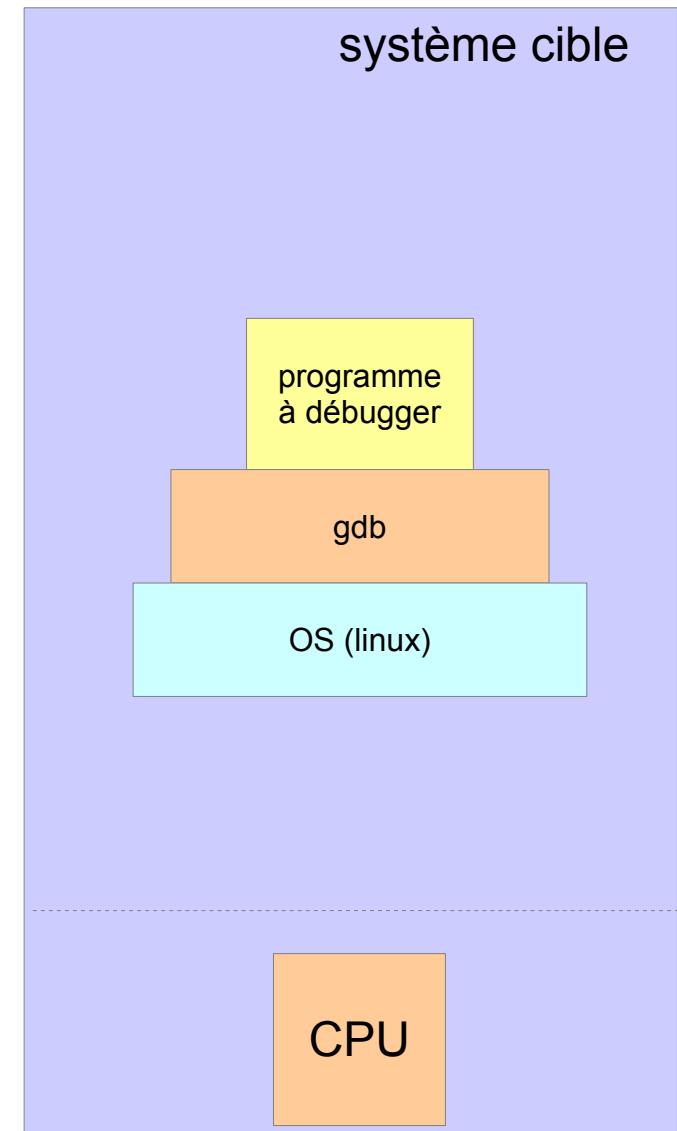 système cible
programme
à débugger
gdb
OS (linux)
CPU